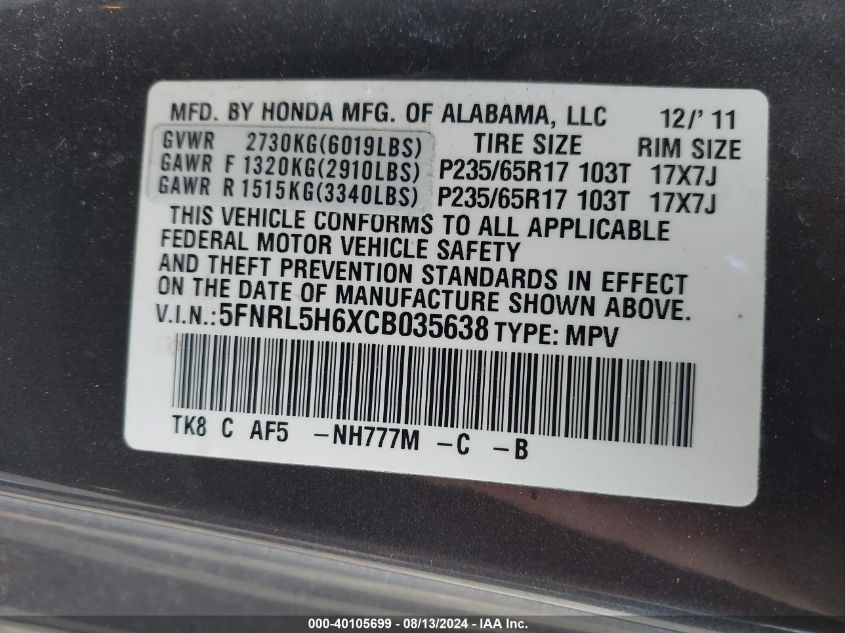 MFD. BY HONDA MFG. OF ALABAMA, LLC 12/' 11
GVWR 2730KG(6019LBS) TIRE SIZE RIM SIZE
GAWR F 1320KG(2910LBS) P235/65R17 103T 17X7J
GAWR R 1515KG(3340LBS) P235/65R17 103T 17X7J
THIS VEHICLE CONFORMS TO ALL APPLICABLE
FEDERAL MOTOR VEHICLE SAFETY
AND THEFT PREVENTION STANDARDS IN EFFECT
ON THE DATE OF MANUFACTURE SHOWN ABOVE.
V.I.N.:5FNRL5H6XCB035638 TYPE: MPV
TK8 C AF5 -NH777M -C -B
000-40105699 - 08/13/2024 - IAA Inc.